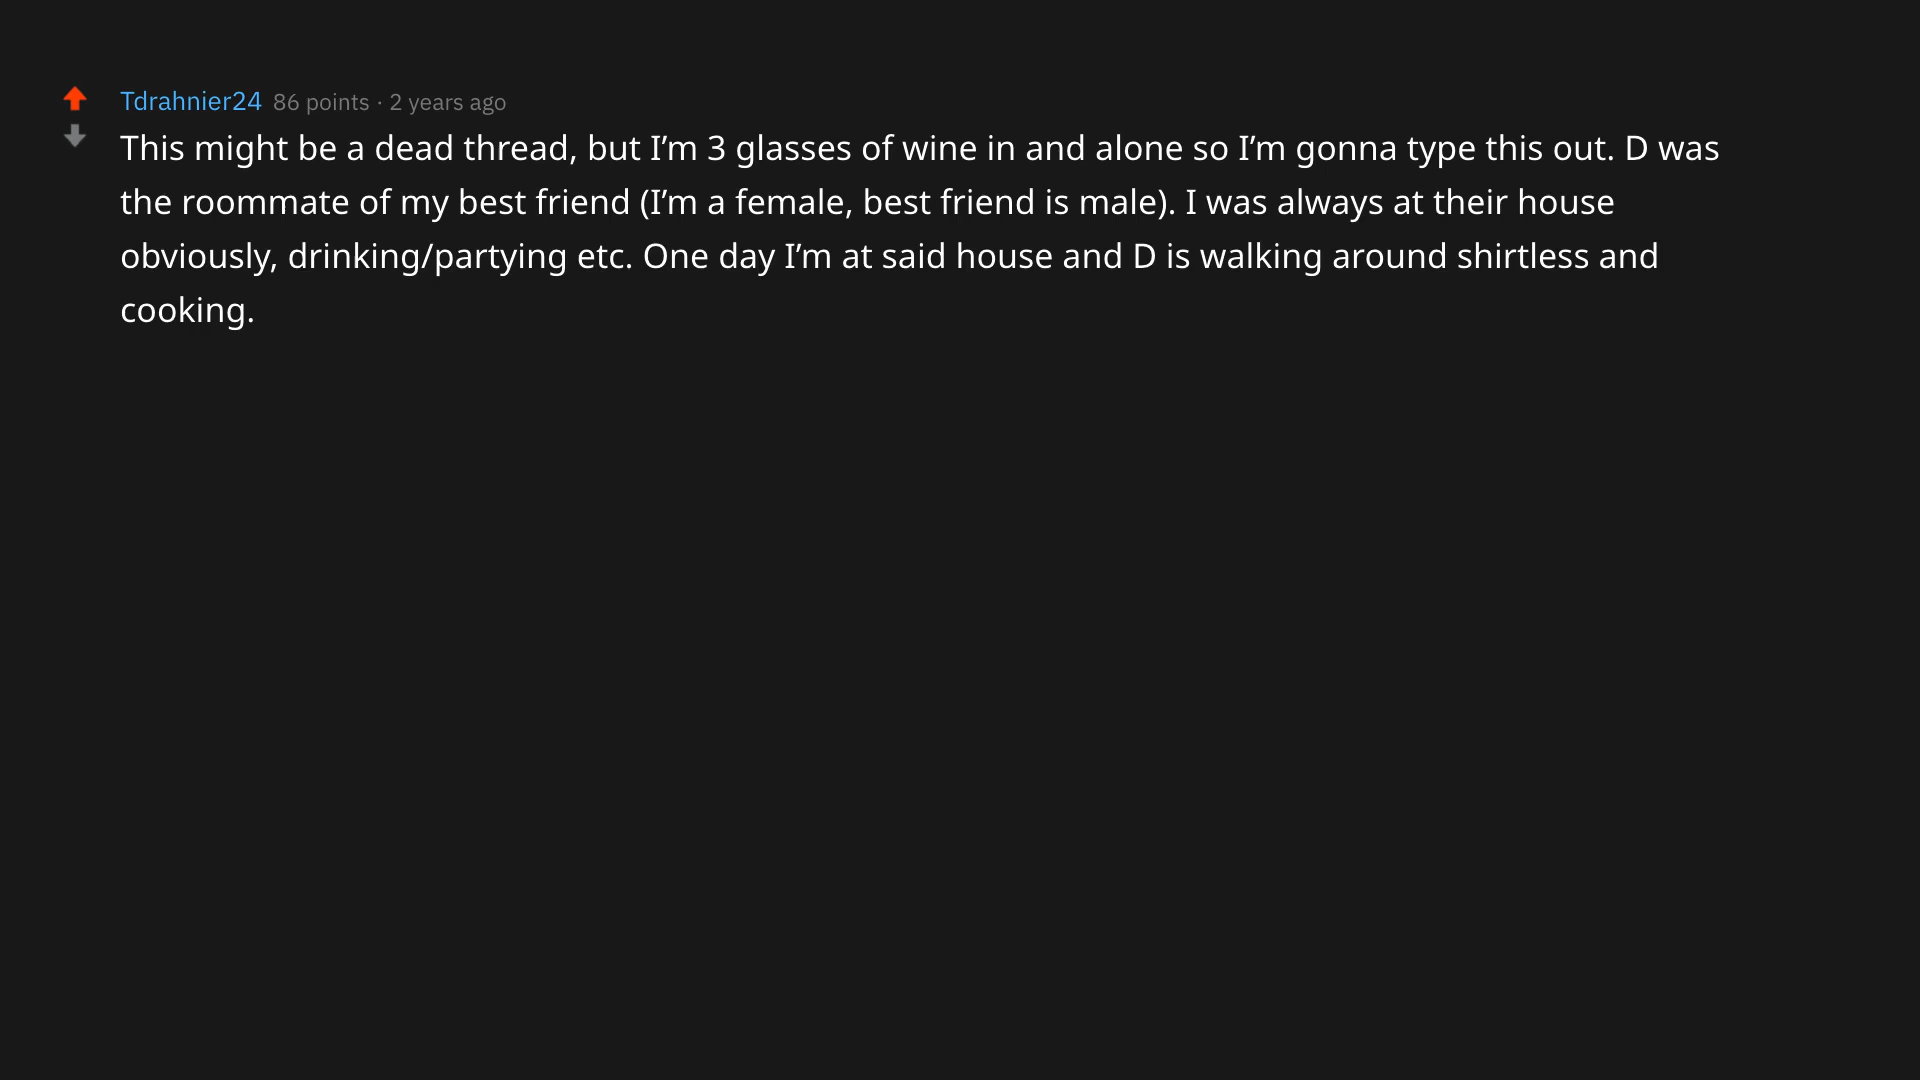 Tdrahnier24 86 points · 2 years ago
This might be a dead thread, but I’m 3 glasses of wine in and alone so I’m gonna type this out. D was
the roommate of my best friend (I’m a female, best friend is male). I was always at their house
obviously, drinking/partying etc. One day I’m at said house and D is walking around shirtless and
cooking.